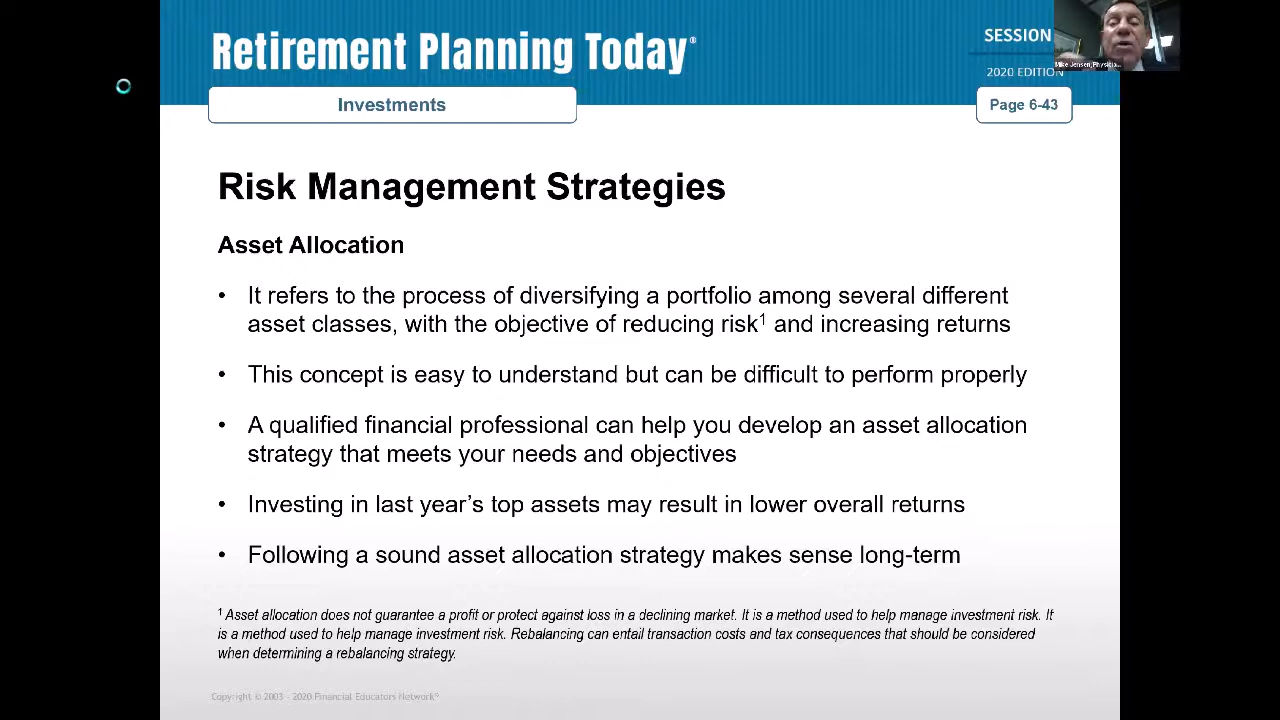 Retirement Planning Today®
SESSION
2020 EDITION
Mike Jensen, Physicia...
Investments
Page 6-43
Risk Management Strategies
Asset Allocation
• It refers to the process of diversifying a portfolio among several different
asset classes, with the objective of reducing risk¹ and increasing returns
• This concept is easy to understand but can be difficult to perform properly
• A qualified financial professional can help you develop an asset allocation
strategy that meets your needs and objectives
• Investing in last year’s top assets may result in lower overall returns
• Following a sound asset allocation strategy makes sense long-term
¹ Asset allocation does not guarantee a profit or protect against loss in a declining market. It is a method used to help manage investment risk. It
is a method used to help manage investment risk. Rebalancing can entail transaction costs and tax consequences that should be considered
when determining a rebalancing strategy.
Copyright © 2003 - 2020 Financial Educators Network®